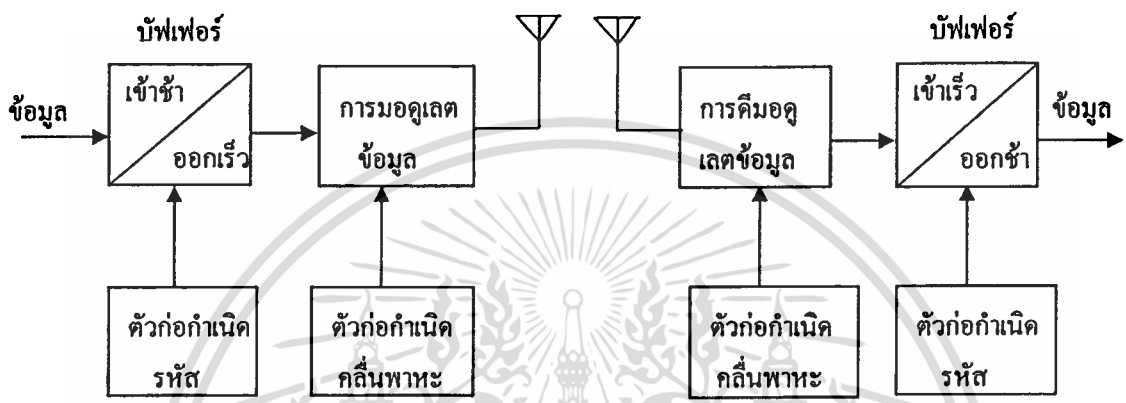 บัฟเฟอร์
บัฟเฟอร์
ข้อมูล
เข้าช้า
ออกเร็ว
การมอดูเลต
ข้อมูล
การดีมอดู
เลตข้อมูล
เข้าเร็ว
ออกช้า
ข้อมูล
ตัวก่อกำเนิด
รหัส
ตัวก่อกำเนิด
คลื่นพาหะ
ตัวก่อกำเนิด
คลื่นพาหะ
ตัวก่อกำเนิด
รหัส